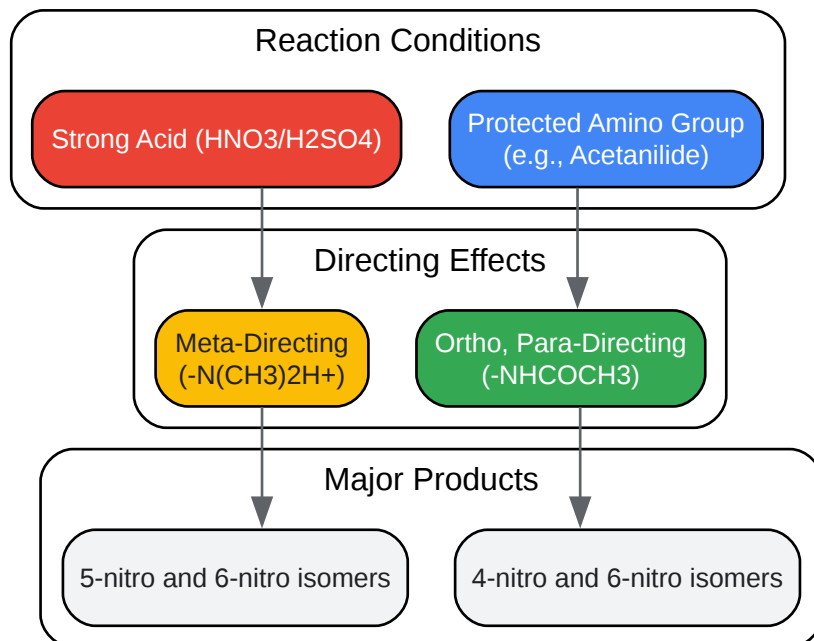 Reaction Conditions
Strong Acid (HNO3/H2SO4)
Protected Amino Group
(e.g., Acetanilide)
Directing Effects
Meta-Directing
(-N(CH3)2H+)
Ortho, Para-Directing
(-NHCOCH3)
Major Products
5-nitro and 6-nitro isomers
4-nitro and 6-nitro isomers